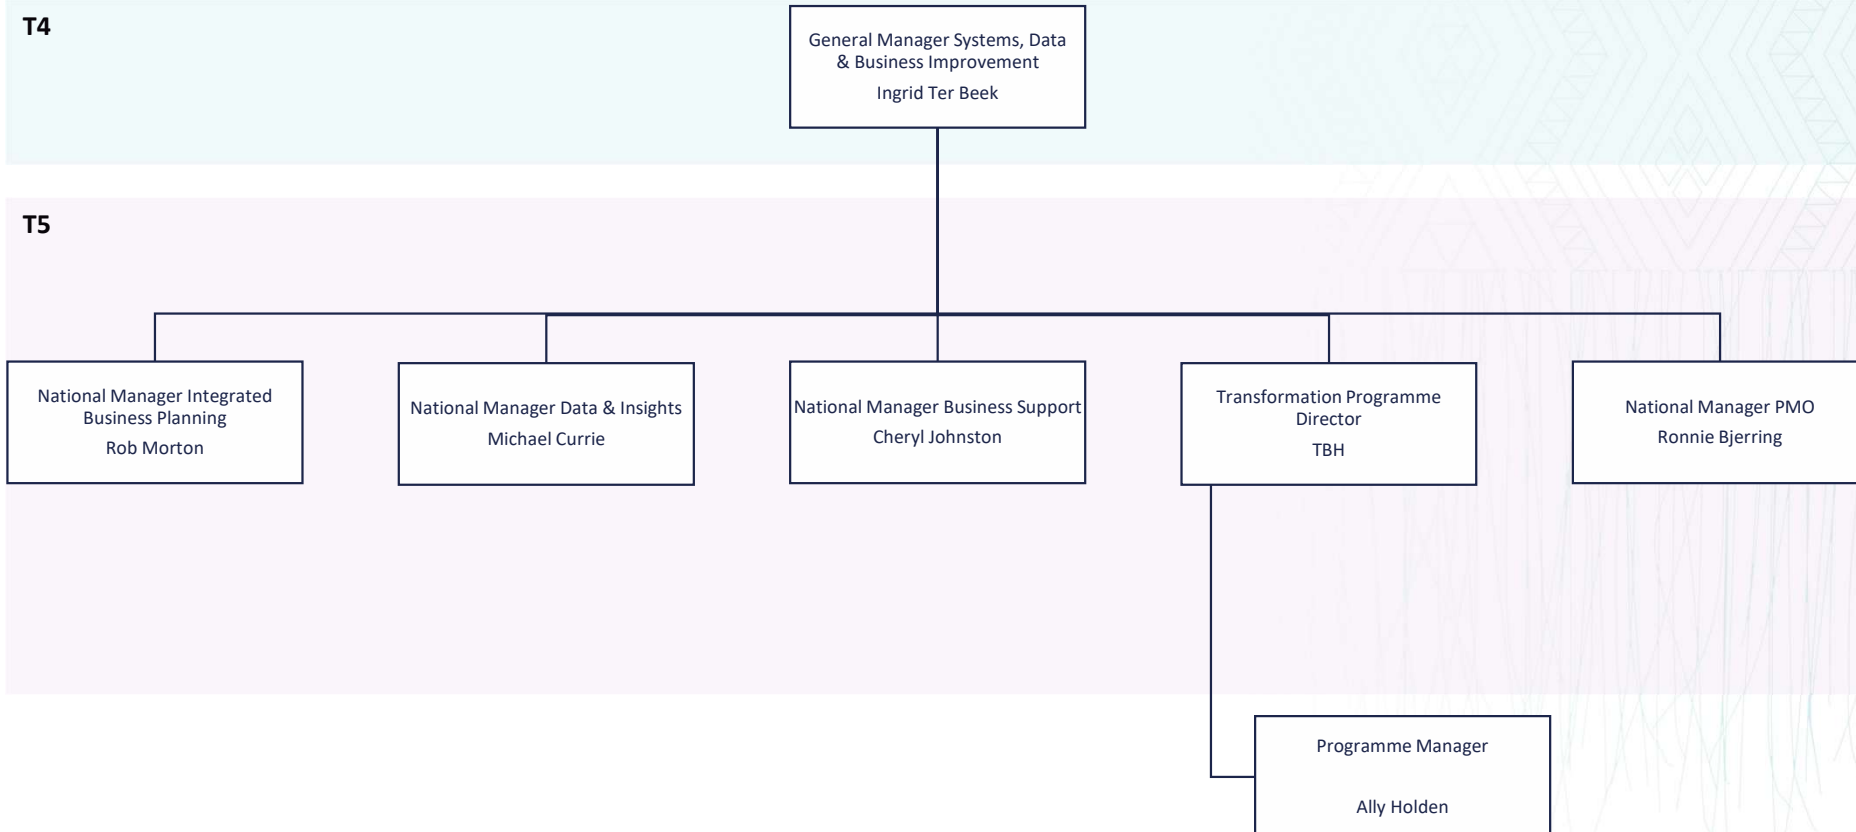 T4
General Manager Systems, Data
& Business Improvement
Ingrid Ter Beek
T5
National Manager Integrated
Business Planning
Rob Morton
National Manager Data & Insights
Michael Currie
National Manager Business Support
Cheryl Johnston
Transformation Programme
Director
TBH
National Manager PMO
Ronnie Bjerring
Programme Manager
Ally Holden